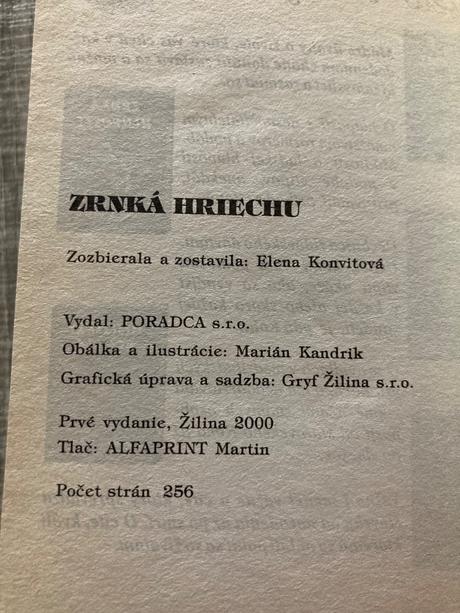 ZRNKÁ HRIECHU
Zozbierala a zostavila: Elena Konvitová
Vydal: PORADCA s.r.o.
Obálka a ilustrácie: Marián Kandrik
Grafická úprava a sadzba: Gryf Žilina s.r.o.
Prvé vydanie, Žilina 2000
Tlač: ALFAPRINT Martin
Počet strán 256